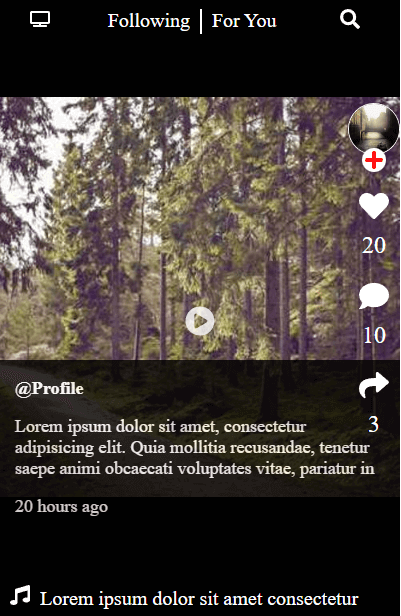 Following | For You
20
10
3
@Profile
Lorem ipsum dolor sit amet, consectetur
adipisicing elit. Quia mollitia recusandae, tenetur
saepe animi obcaecati voluptates vitae, pariatur in
20 hours ago
Lorem ipsum dolor sit amet consectetur